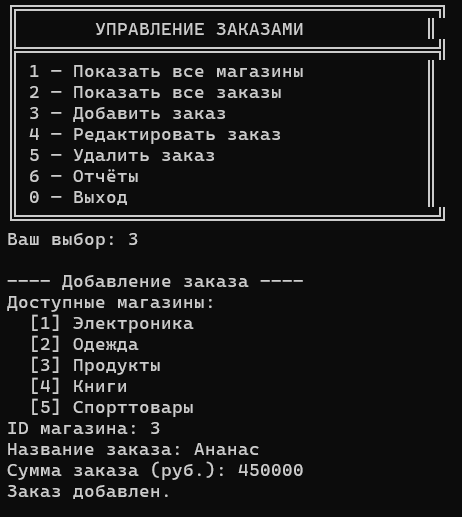 УПРАВЛЕНИЕ ЗАКАЗАМИ
1 — Показать все магазины
2 — Показать все заказы
3 — Добавить заказ
4 — Редактировать заказ
5 — Удалить заказ
6 — Отчёты
0 — Выход
Ваш выбор: 3
———— Добавление заказа ————
Доступные магазины:
[1] Электроника
[2] Одежда
[3] Продукты
[4] Книги
[5] Спорттовары
ID магазина: 3
Название заказа: Ананас
Сумма заказа (руб.): 450000
Заказ добавлен.